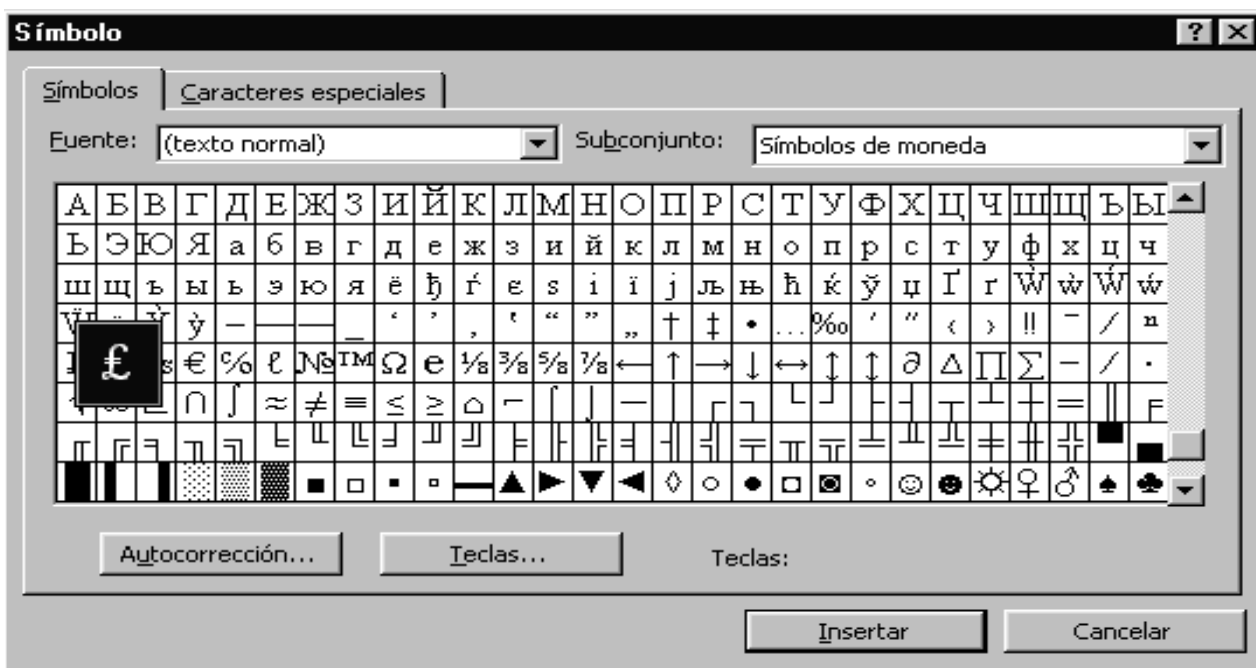 Símbolo
Símbolos Caracteres especiales
Fuente: (texto normal) Subconjunto: Símbolos de moneda
А Б В Г Д Е Ж З И Й К Л М Н О П Р С Т У Ф Х Ц Ч Ш Щ Ъ Ы
Ь Э Ю Я а б в г д е ж з и й к л м н о п р с т у ф х ц ч
ш щ ъ ы ь э ю я ё ђ ѓ є ѕ і ї ј љ њ ћ ќ ў џ Ґ ґ Ẁ ẁ Ẃ ẃ
ỳ – — ― ‗ ‘ ’ ‚ ‛ “ ” „ † ‡ • … ‰ ′ ″ ‹ › ‼ ‾ ⁄ ⁿ
£ € ℅ ℓ № ™ Ω ℮ ⅛ ⅜ ⅝ ⅞ ← ↑ → ↓ ↔ ↕ ↨ ∂ ∆ ∏ ∑ − ∕ ∙
∩ ∫ ≈ ≠ ≡ ≤ ≥ ⌂ ⌐ ⌠ ⌡ ─ │ ┌ ┐ └ ┘ ├ ┤ ┬ ┴ ┼ ═ ║ ╒
╓ ╔ ╕ ╖ ╗ ╘ ╙ ╚ ╛ ╜ ╝ ╞ ╟ ╠ ╡ ╢ ╣ ╤ ╥ ╦ ╧ ╨ ╩ ╪ ╫ ╬ ▀ ▄
█ ▌ ▐ ░ ▒ ▓ ■ □ ▪ ▫ ▬ ▲ ► ▼ ◄ ◊ ○ ● ◘ ◙ ◦ ☺ ☻ ☼ ♀ ♂ ♠ ♣
Autocorrección... Teclas... Teclas:
Insertar Cancelar